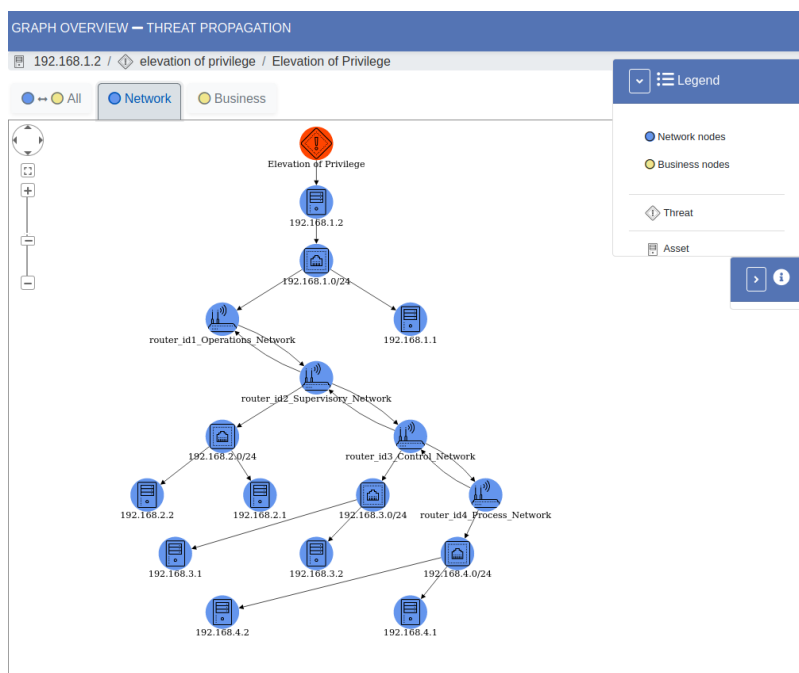 GRAPH OVERVIEW — THREAT PROPAGATION
192.168.1.2 / elevation of privilege / Elevation of Privilege
All
Network
Business
Legend
Network nodes
Business nodes
Threat
Asset
Elevation of Privilege
192.168.1.2
192.168.1.0/24
router_id1_Operations_Network
192.168.1.1
router_id2_Supervisory_Network
192.168.2.0/24
router_id3_Control_Network
192.168.2.2
192.168.2.1
192.168.3.0/24
router_id4_Process_Network
192.168.3.1
192.168.3.2
192.168.4.0/24
192.168.4.2
192.168.4.1